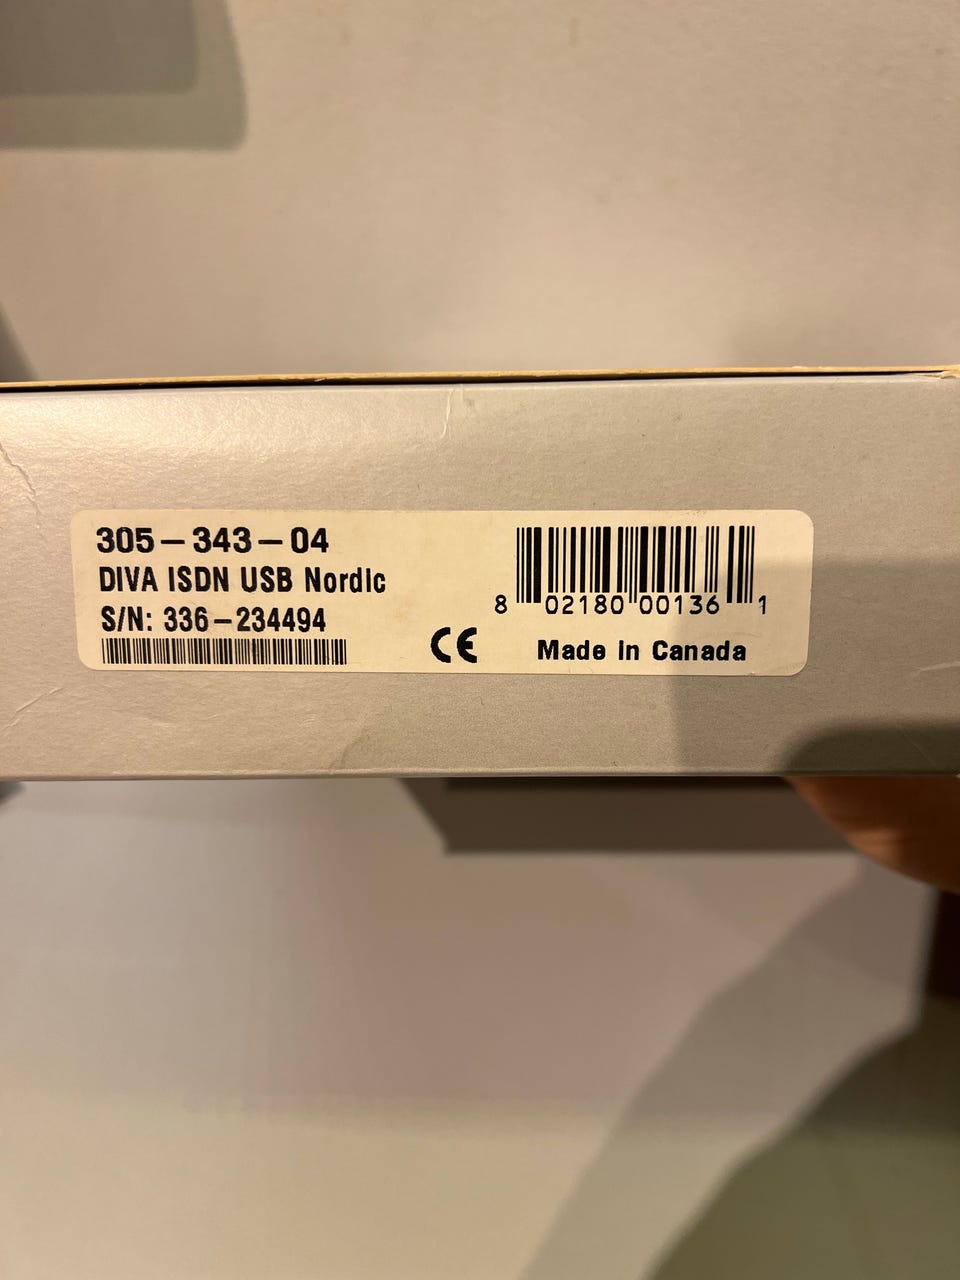 305-343-04
DIVA ISDN USB Nordic
S/N: 336-234494
CE
8 02180 00136 1
Made in Canada